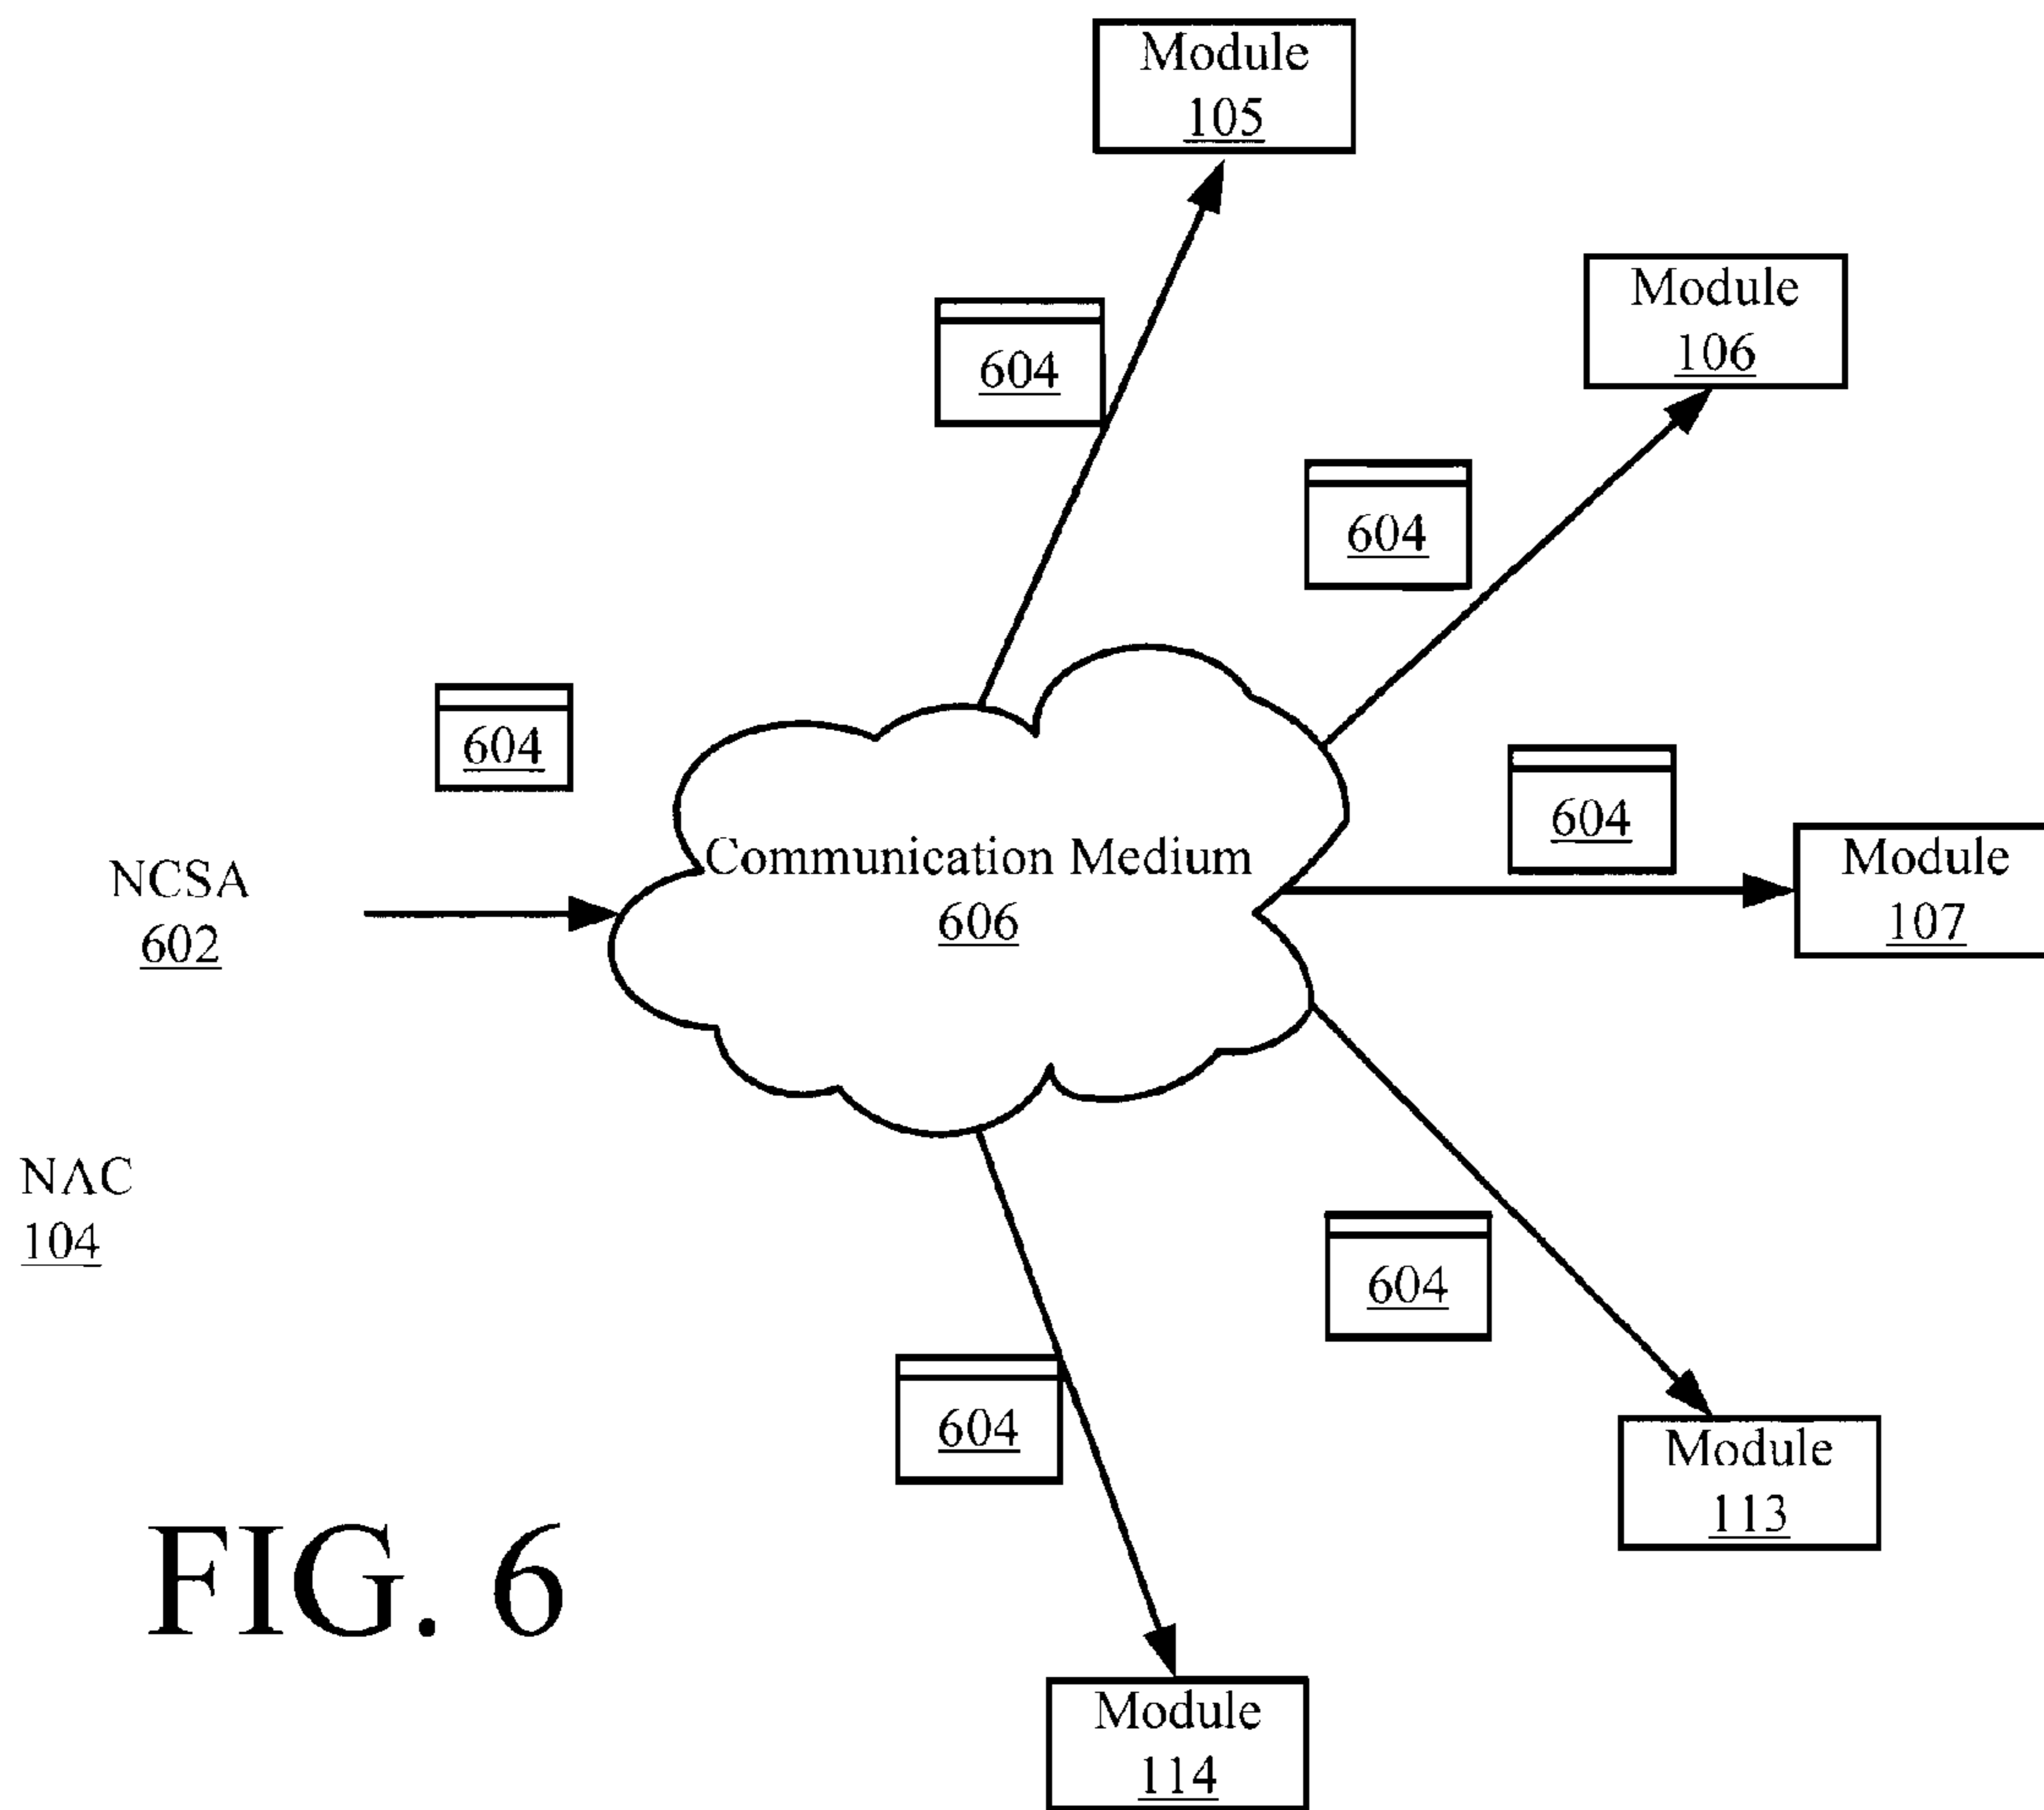 Module
105
Module
106
604
604
604
604
Module
107
Communication Medium
606
NCSA
602
NAC
104
604
604
Module
113
FIG. 6
Module
114